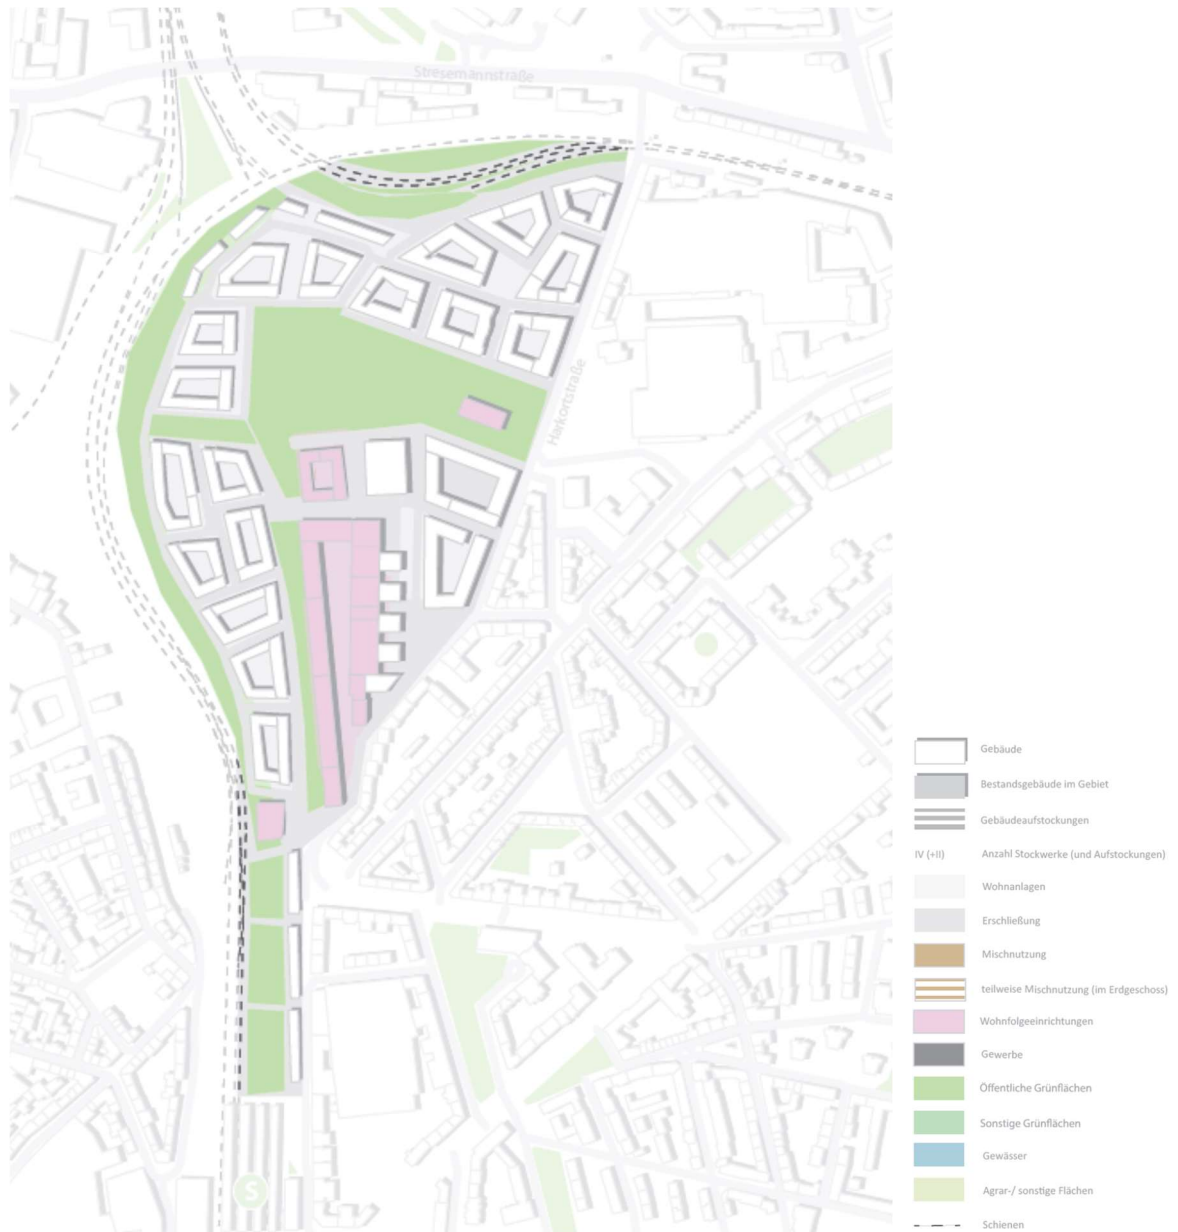 Stresemannstraße
Harkortstraße
S
Gebäude
Bestandsgebäude im Gebiet
Gebäudeaufstockungen
IV (+II) Anzahl Stockwerke (und Aufstockungen)
Wohnanlagen
Erschließung
Mischnutzung
teilweise Mischnutzung (im Erdgeschoss)
Wohnfolgeeinrichtungen
Gewerbe
Öffentliche Grünflächen
Sonstige Grünflächen
Gewässer
Agrar-/ sonstige Flächen
Schienen